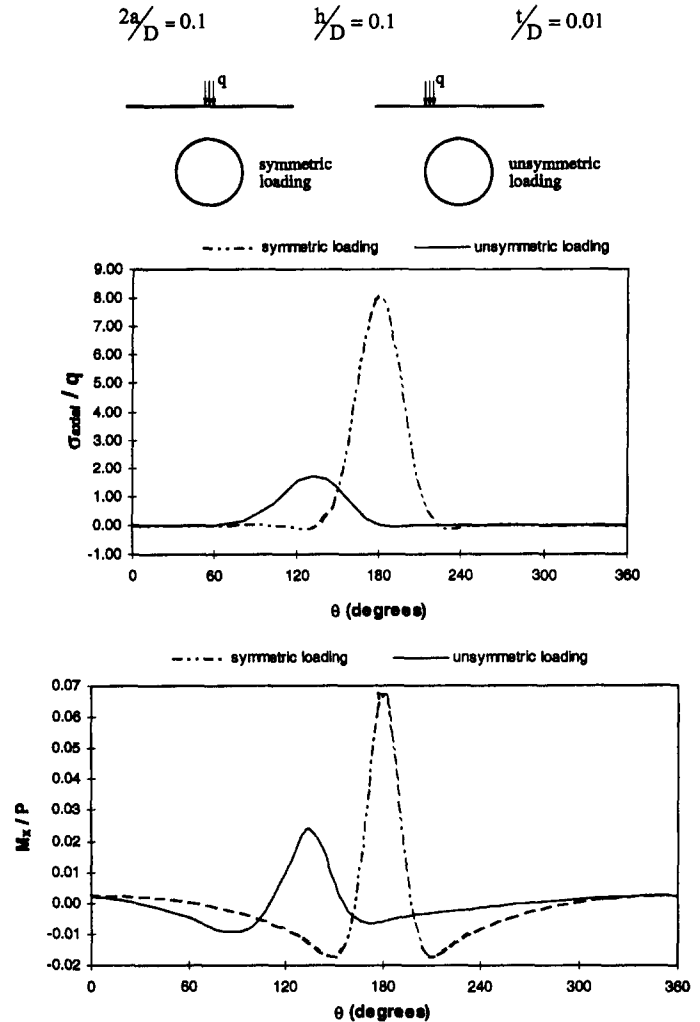 2a/D = 0.1 h/D = 0.1 t/D = 0.01
q q
symmetric loading unsymmetric loading
symmetric loading unsymmetric loading
9.00
8.00
7.00
6.00
5.00
4.00
3.00
2.00
1.00
0.00
-1.00
σaxial / q
0 60 120 180 240 300 360
θ (degrees)
symmetric loading unsymmetric loading
0.07
0.06
0.05
0.04
0.03
0.02
0.01
0.00
-0.01
-0.02
Mx / P
0 60 120 180 240 300 360
θ (degrees)